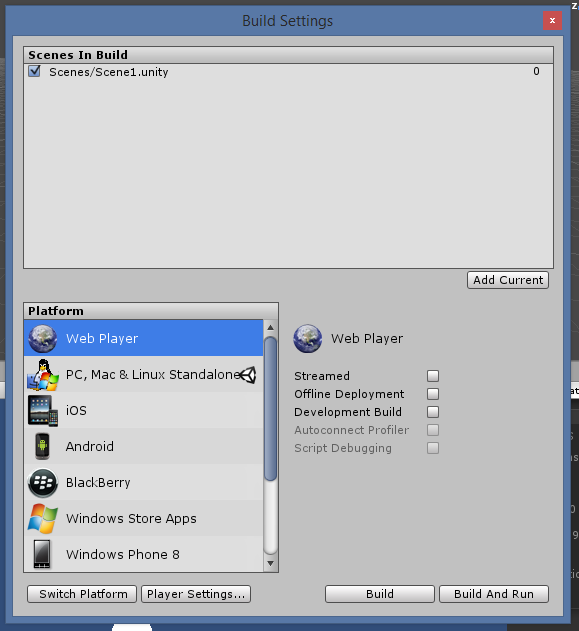 Build Settings
x
Scenes In Build
Scenes/Scene1.unity 0
Add Current
Platform
Web Player
PC, Mac & Linux Standalone
iOS
Android
BlackBerry
Windows Store Apps
Windows Phone 8
Web Player
Streamed
Offline Deployment
Development Build
Autoconnect Profiler
Script Debugging
Switch Platform
Player Settings...
Build
Build And Run